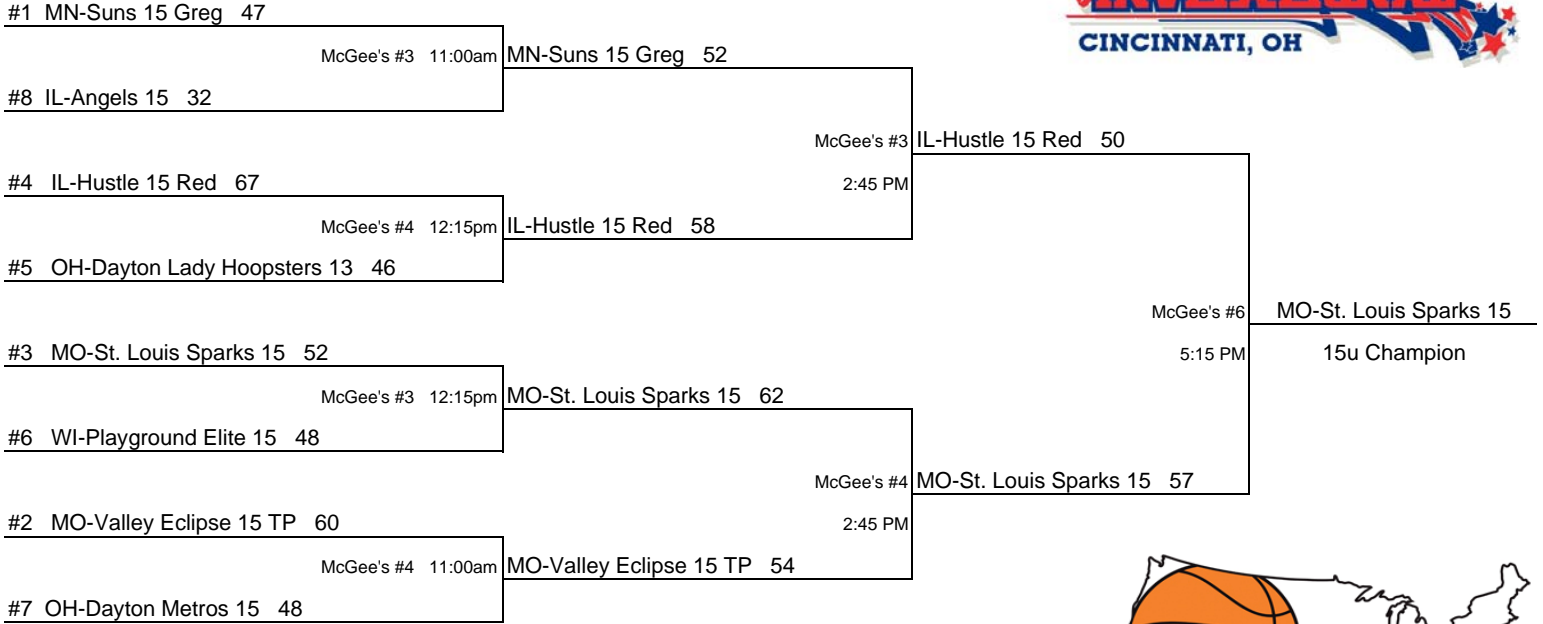 #1 MN-Suns 15 Greg 47
CINCINNATI, OH
McGee's #3 11:00am MN-Suns 15 Greg 52
#8 IL-Angels 15 32
McGee's #3 IL-Hustle 15 Red 50
#4 IL-Hustle 15 Red 67
2:45 PM
McGee's #4 12:15pm IL-Hustle 15 Red 58
#5 OH-Dayton Lady Hoopsters 13 46
McGee's #6 MO-St. Louis Sparks 15
#3 MO-St. Louis Sparks 15 52
5:15 PM 15u Champion
McGee's #3 12:15pm MO-St. Louis Sparks 15 62
#6 WI-Playground Elite 15 48
McGee's #4 MO-St. Louis Sparks 15 57
#2 MO-Valley Eclipse 15 TP 60
2:45 PM
McGee's #4 11:00am MO-Valley Eclipse 15 TP 54
#7 OH-Dayton Metros 15 48